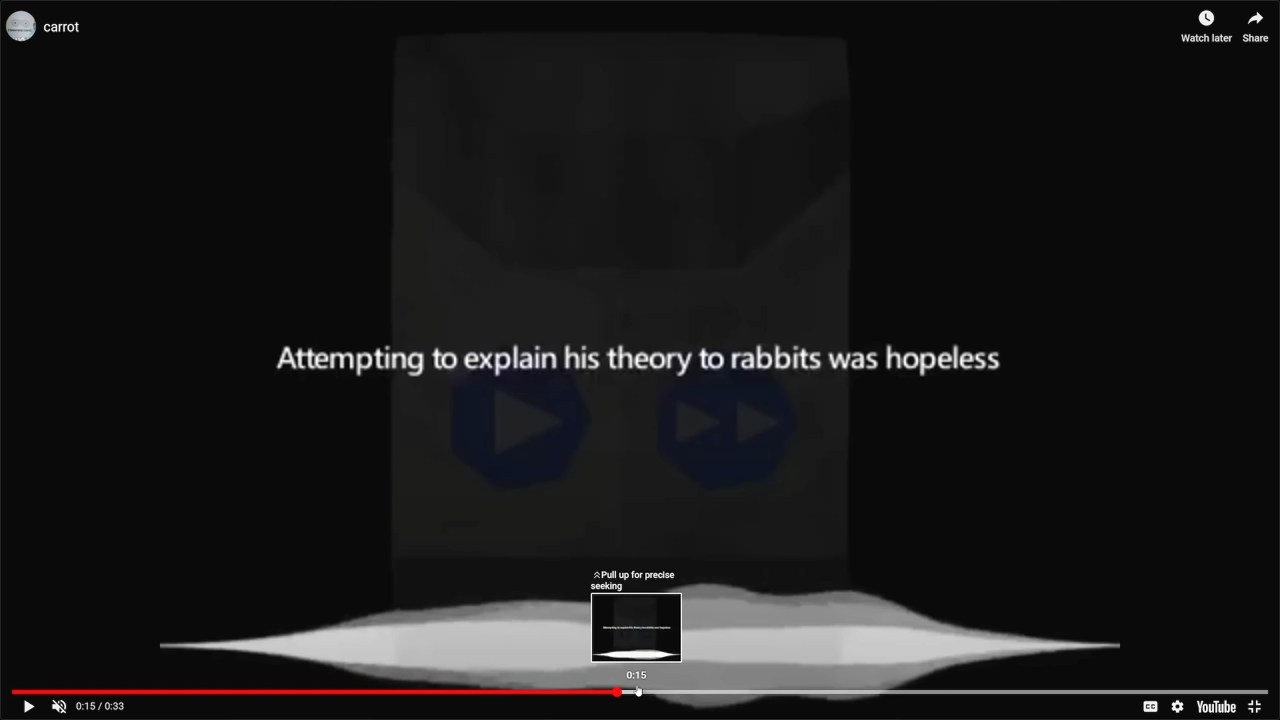 carrot
Watch later
Share
Attempting to explain his theory to rabbits was hopeless
Pull up for precise
seeking
0:15
0:15 / 0:33
CC
YouTube